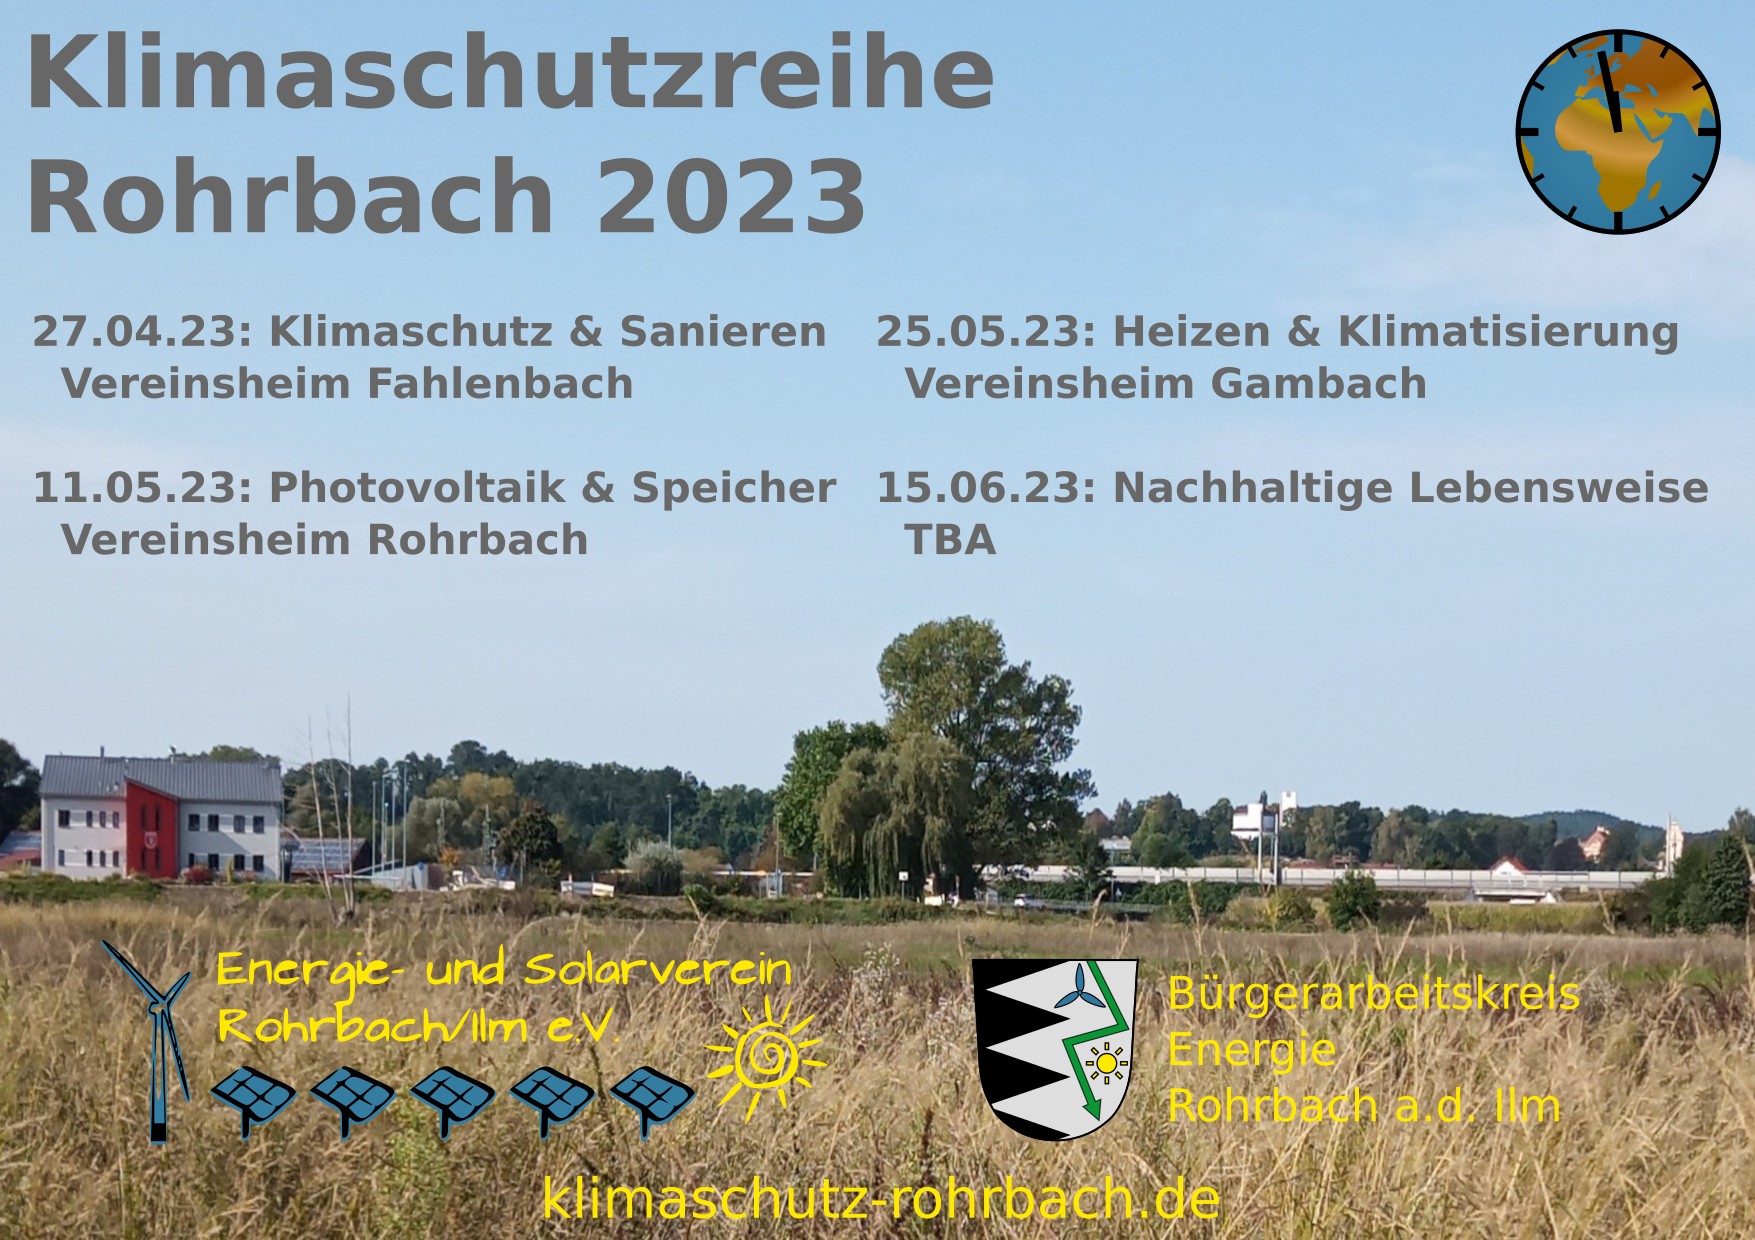 Klimaschutzreihe
Rohrbach 2023
27.04.23: Klimaschutz & Sanieren
Vereinsheim Fahlenbach
11.05.23: Photovoltaik & Speicher
Vereinsheim Rohrbach
25.05.23: Heizen & Klimatisierung
Vereinsheim Gambach
15.06.23: Nachhaltige Lebensweise
TBA
Energie- und Solarverein
Rohrbach/Ilm e.V.
Bürgerarbeitskreis
Energie
Rohrbach a.d. Ilm
klimaschutz-rohrbach.de